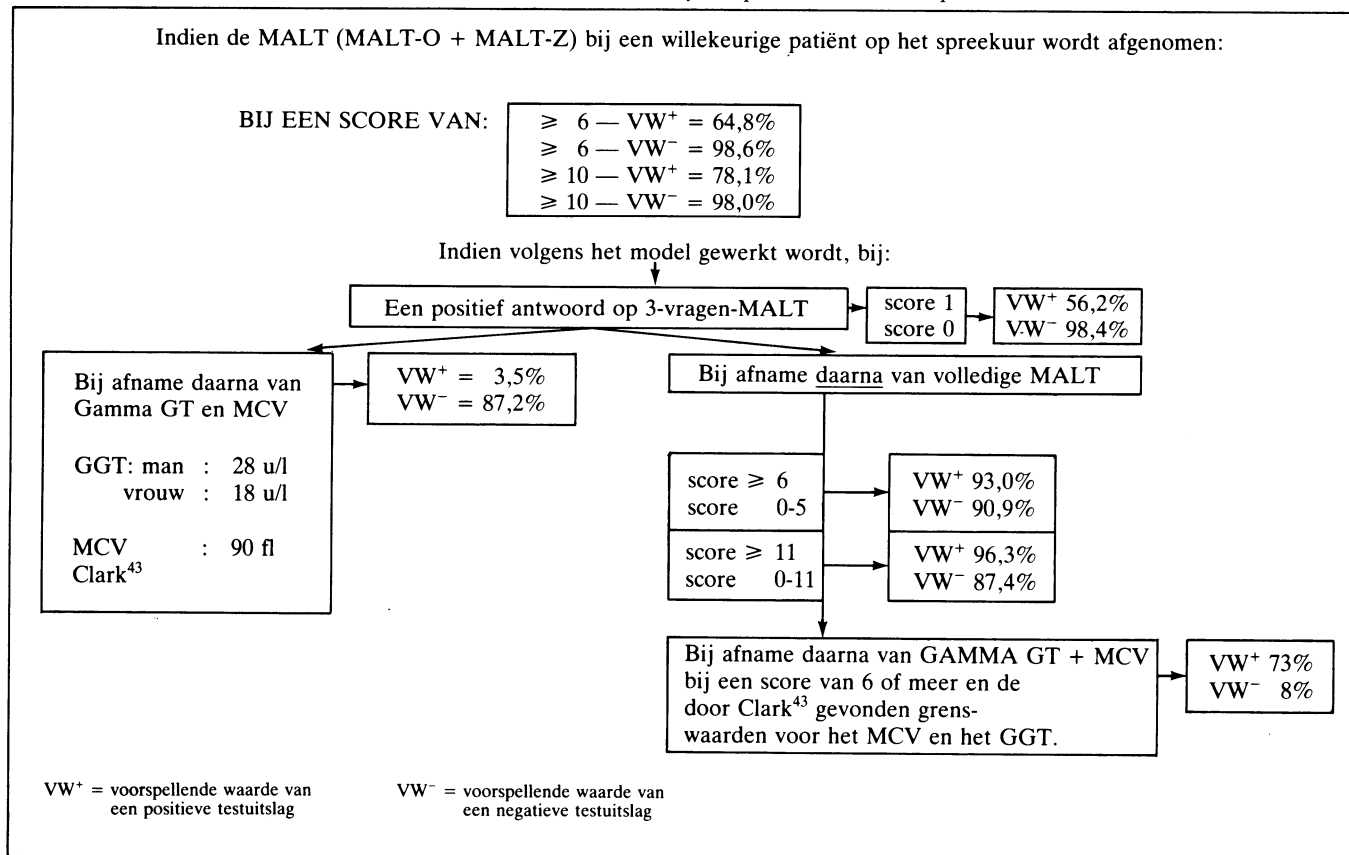 Indien de MALT (MALT-O + MALT-Z) bij een willekeurige patiënt op het spreekuur wordt afgenomen:
BIJ EEN SCORE VAN:
⩾ 6 — VW⁺ = 64,8%
⩾ 6 — VW⁻ = 98,6%
⩾ 10 — VW⁺ = 78,1%
⩾ 10 — VW⁻ = 98,0%
Indien volgens het model gewerkt wordt, bij:
Een positief antwoord op 3-vragen-MALT
score 1
score 0
VW⁺ 56,2%
VW⁻ 98,4%
Bij afname daarna van
Gamma GT en MCV
GGT: man : 28 u/l
vrouw : 18 u/l
MCV : 90 fl
Clark⁴³
VW⁺ = 3,5%
VW⁻ = 87,2%
Bij afname daarna van volledige MALT
score ⩾ 6
score 0-5
VW⁺ 93,0%
VW⁻ 90,9%
score ⩾ 11
score 0-11
VW⁺ 96,3%
VW⁻ 87,4%
Bij afname daarna van GAMMA GT + MCV
bij een score van 6 of meer en de
door Clark⁴³ gevonden grens-
waarden voor het MCV en het GGT.
VW⁺ 73%
VW⁻ 8%
VW⁺ = voorspellende waarde van
een positieve testuitslag
VW⁻ = voorspellende waarde van
een negatieve testuitslag